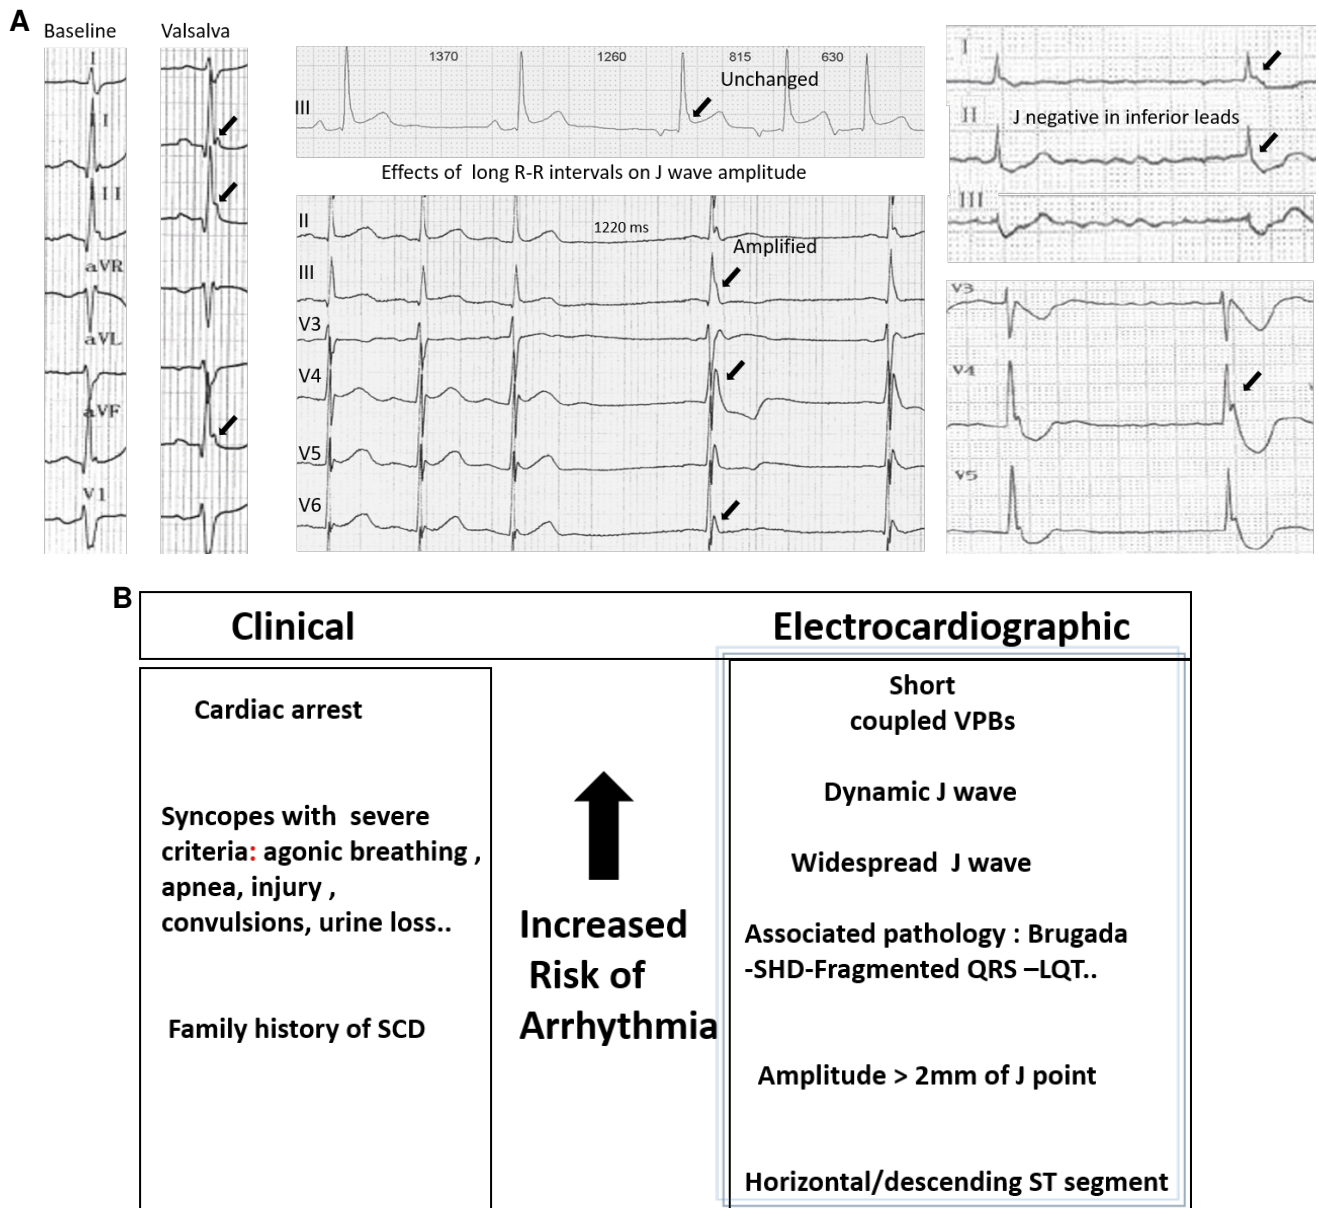 A
Baseline
Valsalva
I
I I
I I I
aVR
aVL
aVF
V1
1370
1260
815
630
Unchanged
III
Effects of long R-R intervals on J wave amplitude
II
1220 ms
Amplified
III
V3
V4
V5
V6
I
II
J negative in inferior leads
III
V3
V4
V5
B
Clinical
Electrocardiographic
Cardiac arrest
Syncopes with severe
criteria: agonic breathing ,
apnea, injury ,
convulsions, urine loss..
Family history of SCD
Increased
Risk of
Arrhythmia
Short
coupled VPBs
Dynamic J wave
Widespread J wave
Associated pathology : Brugada
-SHD-Fragmented QRS –LQT..
Amplitude > 2mm of J point
Horizontal/descending ST segment